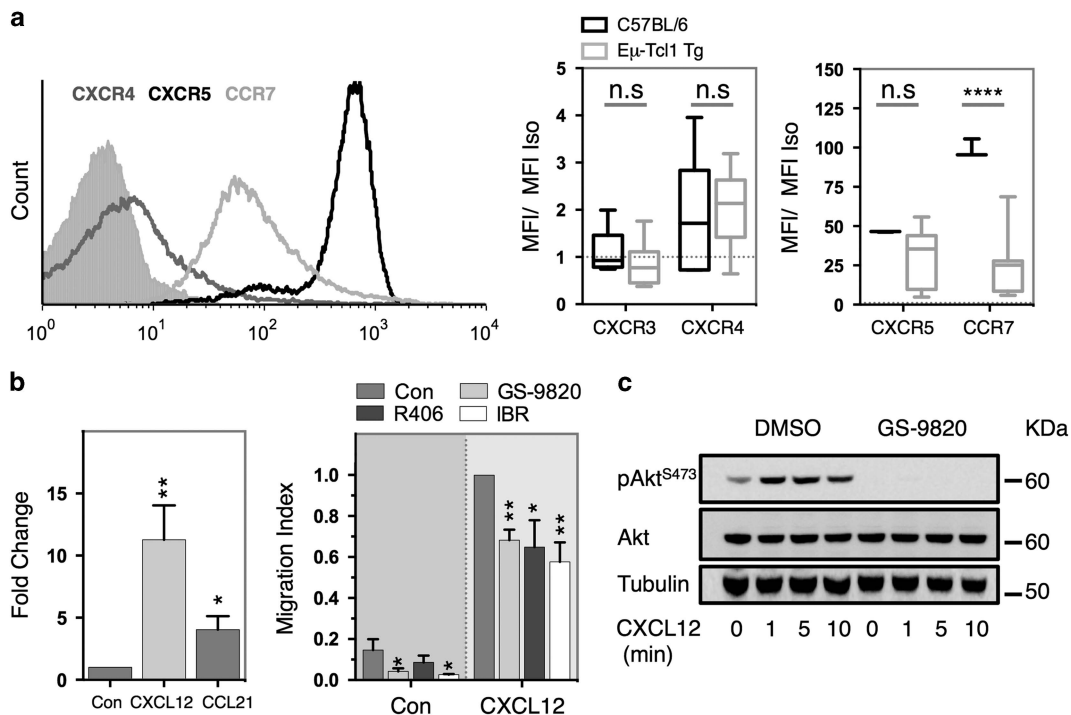 a
C57BL/6
Eμ-Tcl1 Tg
CXCR4 CXCR5 CCR7
Count
10^0 10^1 10^2 10^3 10^4
MFI/ MFI Iso
5
4
3
2
1
0
n.s n.s
CXCR3 CXCR4
MFI/ MFI Iso
150
125
100
75
50
25
0
n.s ****
CXCR5 CCR7
b
Fold Change
15
10
5
0
**
*
Con CXCL12 CCL21
Con GS-9820
R406 IBR
Migration Index
1.0
0.8
0.6
0.4
0.2
0.0
* *
** * **
Con CXCL12
c
DMSO GS-9820 KDa
pAkt^S473 60
Akt 60
Tubulin 50
CXCL12 0 1 5 10 0 1 5 10
(min)